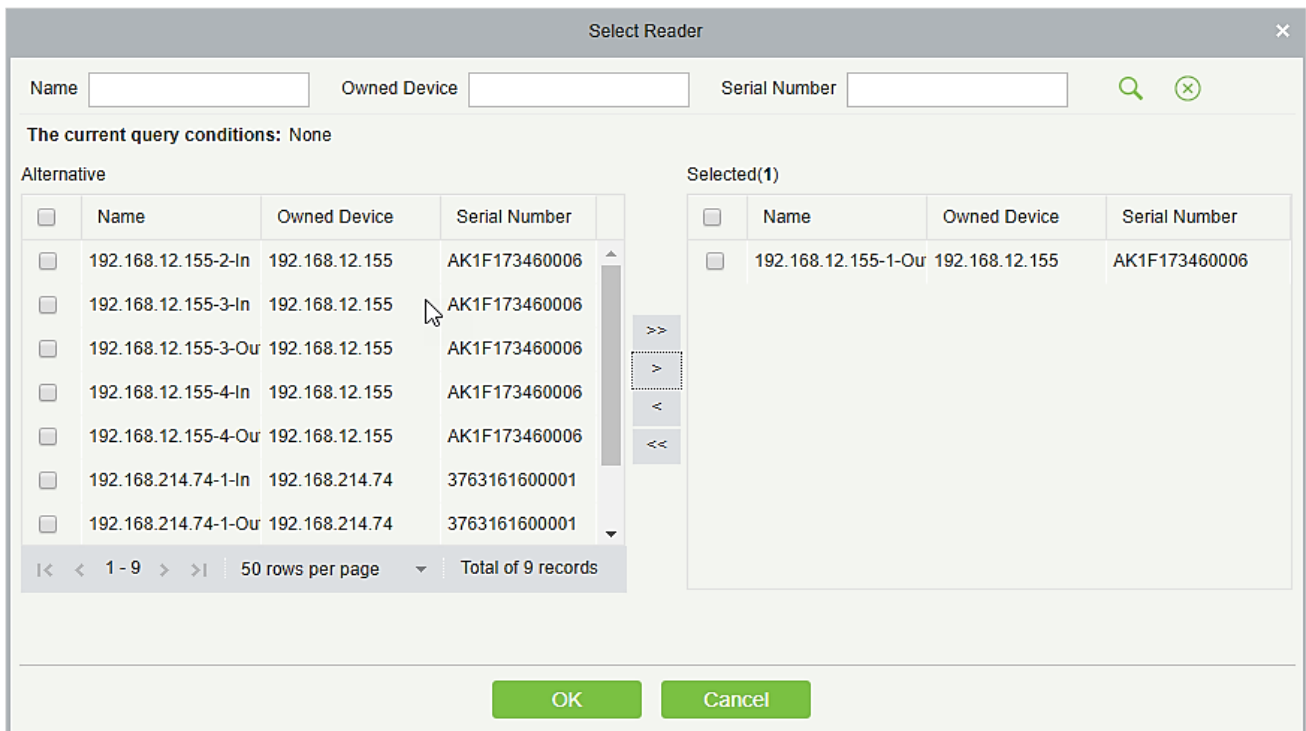 Select Reader ×
Name Owned Device Serial Number
The current query conditions: None
Alternative
Name Owned Device Serial Number
192.168.12.155-2-In 192.168.12.155 AK1F173460006
192.168.12.155-3-In 192.168.12.155 AK1F173460006
192.168.12.155-3-Ou 192.168.12.155 AK1F173460006
192.168.12.155-4-In 192.168.12.155 AK1F173460006
192.168.12.155-4-Ou 192.168.12.155 AK1F173460006
192.168.214.74-1-In 192.168.214.74 3763161600001
192.168.214.74-1-Ou 192.168.214.74 3763161600001
|< < 1 - 9 > >| 50 rows per page Total of 9 records
>>
>
<
<<
Selected(1)
Name Owned Device Serial Number
192.168.12.155-1-Ou 192.168.12.155 AK1F173460006
OK Cancel